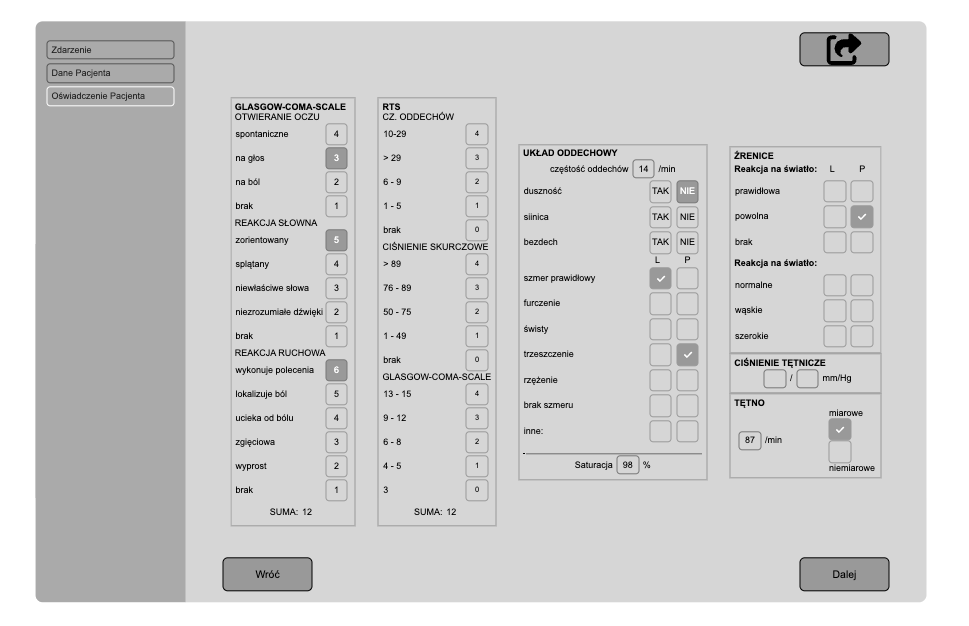 Zdarzenie
Dane Pacjenta
Oświadczenie Pacjenta
GLASGOW-COMA-SCALE
OTWIERANIE OCZU
spontaniczne 4
na głos 3
na ból 2
brak 1
REAKCJA SŁOWNA
zorientowany 5
splątany 4
niewłaściwe słowa 3
niezrozumiałe dźwięki 2
brak 1
REAKCJA RUCHOWA
wykonuje polecenia 6
lokalizuje ból 5
ucieka od bólu 4
zgięciowa 3
wyprost 2
brak 1
SUMA: 12
RTS
CZ. ODDECHÓW
10-29 4
> 29 3
6 - 9 2
1 - 5 1
brak 0
CIŚNIENIE SKURCZOWE
> 89 4
76 - 89 3
50 - 75 2
1 - 49 1
brak 0
GLASGOW-COMA-SCALE
13 - 15 4
9 - 12 3
6 - 8 2
4 - 5 1
3 0
SUMA: 12
UKŁAD ODDECHOWY
częśtość oddechów 14 /min
duszność TAK NIE
siinica TAK NIE
bezdech TAK NIE
L P
szmer prawidłowy
furczenie
świsty
trzeszczenie
rzężenie
brak szmeru
inne:
Saturacja 98 %
ŹRENICE
Reakcja na światło: L P
prawidłowa
powolna
brak
Reakcja na światło:
normalne
wąskie
szerokie
CIŚNIENIE TĘTNICZE
/ mm/Hg
TĘTNO
miarowe
87 /min
niemiarowe
Wróć
Dalej